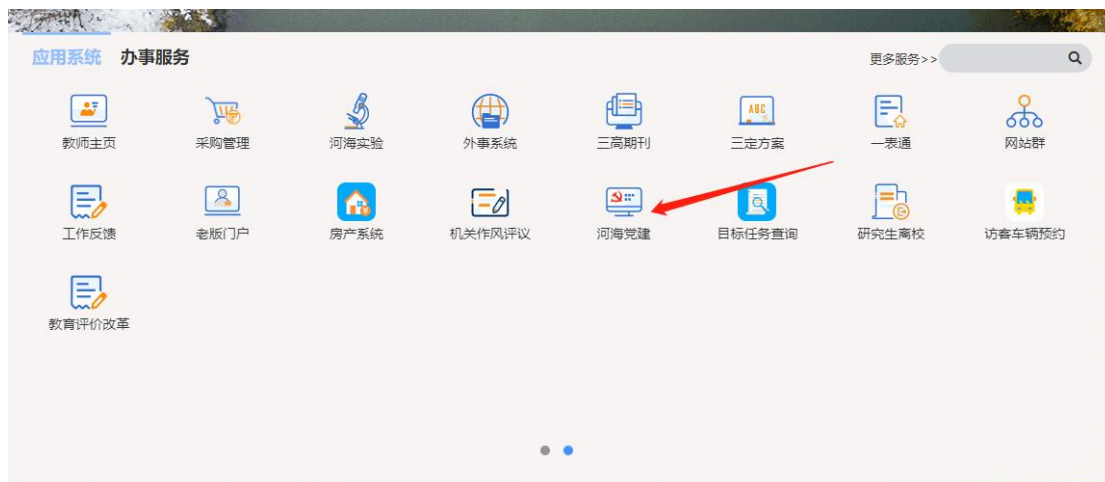 应用系统 办事服务 更多服务>>
教师主页 采购管理 河海实验 外事系统 三高期刊 三定方案 一表通 网站群
工作反馈 老版门户 房产系统 机关作风评议 河海党建 目标任务查询 研究生离校 访客车辆预约
教育评价改革